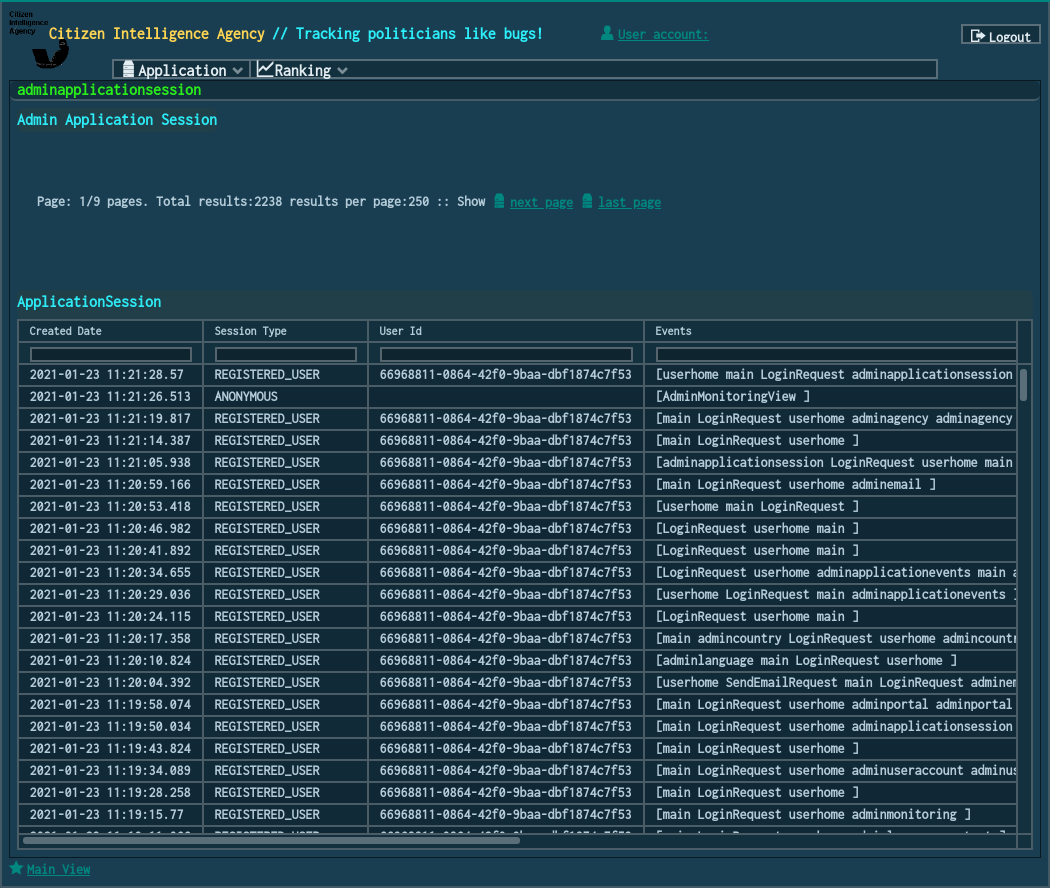 Citizen
Intelligence
Agency
Citizen Intelligence Agency // Tracking politicians like bugs!
User account:
Logout
Application
Ranking
adminapplicationsession
Admin Application Session
Page: 1/9 pages. Total results:2238 results per page:250 :: Show next page last page
ApplicationSession
Created Date Session Type User Id Events
2021-01-23 11:21:28.57 REGISTERED_USER 66968811-0864-42f0-9baa-dbf1874c7f53 [userhome main LoginRequest adminapplicationsession
2021-01-23 11:21:26.513 ANONYMOUS [AdminMonitoringView ]
2021-01-23 11:21:19.817 REGISTERED_USER 66968811-0864-42f0-9baa-dbf1874c7f53 [main LoginRequest userhome adminagency adminagency
2021-01-23 11:21:14.387 REGISTERED_USER 66968811-0864-42f0-9baa-dbf1874c7f53 [main LoginRequest userhome ]
2021-01-23 11:21:05.938 REGISTERED_USER 66968811-0864-42f0-9baa-dbf1874c7f53 [adminapplicationsession LoginRequest userhome main
2021-01-23 11:20:59.166 REGISTERED_USER 66968811-0864-42f0-9baa-dbf1874c7f53 [main LoginRequest userhome adminemail ]
2021-01-23 11:20:53.418 REGISTERED_USER 66968811-0864-42f0-9baa-dbf1874c7f53 [userhome main LoginRequest ]
2021-01-23 11:20:46.982 REGISTERED_USER 66968811-0864-42f0-9baa-dbf1874c7f53 [LoginRequest userhome main ]
2021-01-23 11:20:41.892 REGISTERED_USER 66968811-0864-42f0-9baa-dbf1874c7f53 [LoginRequest userhome main ]
2021-01-23 11:20:34.655 REGISTERED_USER 66968811-0864-42f0-9baa-dbf1874c7f53 [LoginRequest userhome adminapplicationevents main a
2021-01-23 11:20:29.036 REGISTERED_USER 66968811-0864-42f0-9baa-dbf1874c7f53 [userhome LoginRequest main adminapplicationevents ]
2021-01-23 11:20:24.115 REGISTERED_USER 66968811-0864-42f0-9baa-dbf1874c7f53 [LoginRequest userhome main ]
2021-01-23 11:20:17.358 REGISTERED_USER 66968811-0864-42f0-9baa-dbf1874c7f53 [main admincountry LoginRequest userhome admincountr
2021-01-23 11:20:10.824 REGISTERED_USER 66968811-0864-42f0-9baa-dbf1874c7f53 [adminlanguage main LoginRequest userhome ]
2021-01-23 11:20:04.392 REGISTERED_USER 66968811-0864-42f0-9baa-dbf1874c7f53 [userhome SendEmailRequest main LoginRequest adminem
2021-01-23 11:19:58.074 REGISTERED_USER 66968811-0864-42f0-9baa-dbf1874c7f53 [main LoginRequest userhome adminportal adminportal
2021-01-23 11:19:50.034 REGISTERED_USER 66968811-0864-42f0-9baa-dbf1874c7f53 [main LoginRequest userhome adminapplicationsession
2021-01-23 11:19:43.824 REGISTERED_USER 66968811-0864-42f0-9baa-dbf1874c7f53 [main LoginRequest userhome ]
2021-01-23 11:19:34.089 REGISTERED_USER 66968811-0864-42f0-9baa-dbf1874c7f53 [main LoginRequest userhome adminuseraccount adminus
2021-01-23 11:19:28.258 REGISTERED_USER 66968811-0864-42f0-9baa-dbf1874c7f53 [main LoginRequest userhome ]
2021-01-23 11:19:15.77 REGISTERED_USER 66968811-0864-42f0-9baa-dbf1874c7f53 [main LoginRequest userhome adminmonitoring ]
Main View